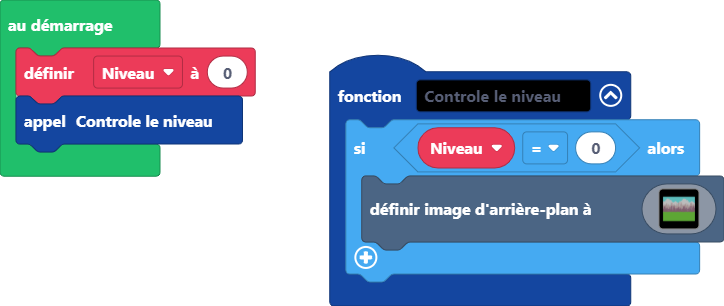 au démarrage
définir Niveau à 0
appel Controle le niveau
fonction Controle le niveau
si Niveau = 0 alors
définir image d'arrière-plan à